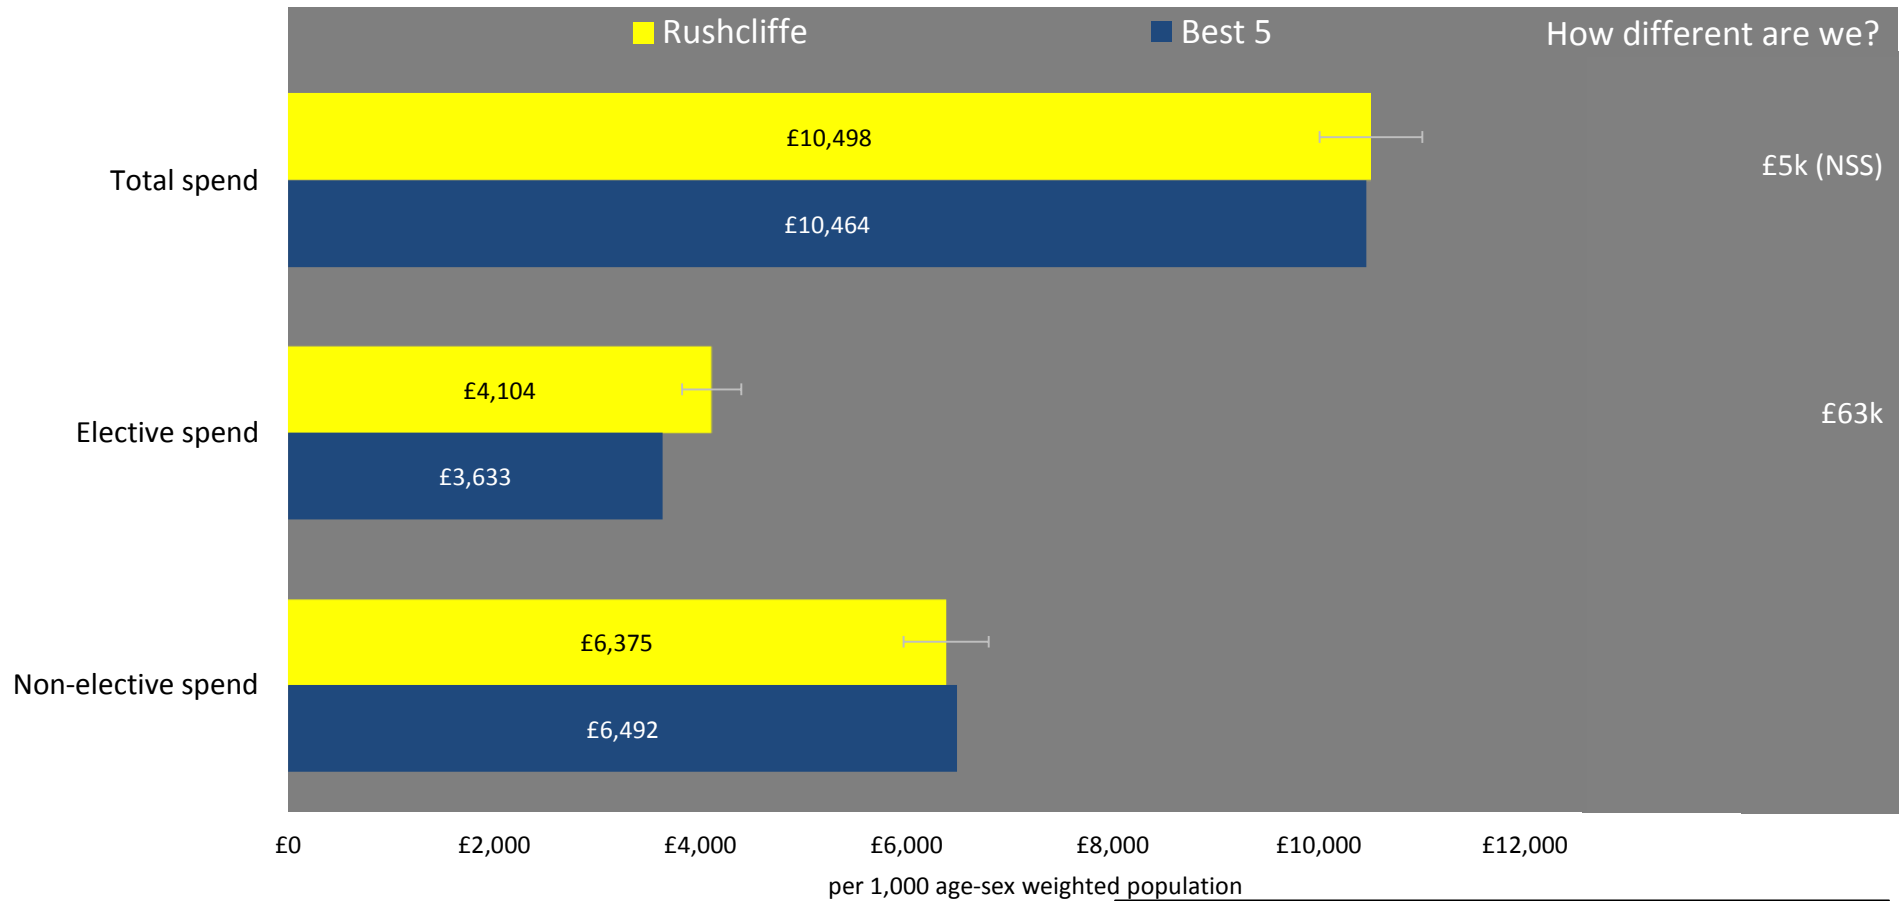 Rushcliffe Best 5 How different are we?
Total spend
£10,498
£10,464
£5k (NSS)
Elective spend
£4,104
£3,633
£63k
Non-elective spend
£6,375
£6,492
£0 £2,000 £4,000 £6,000 £8,000 £10,000 £12,000
per 1,000 age-sex weighted population